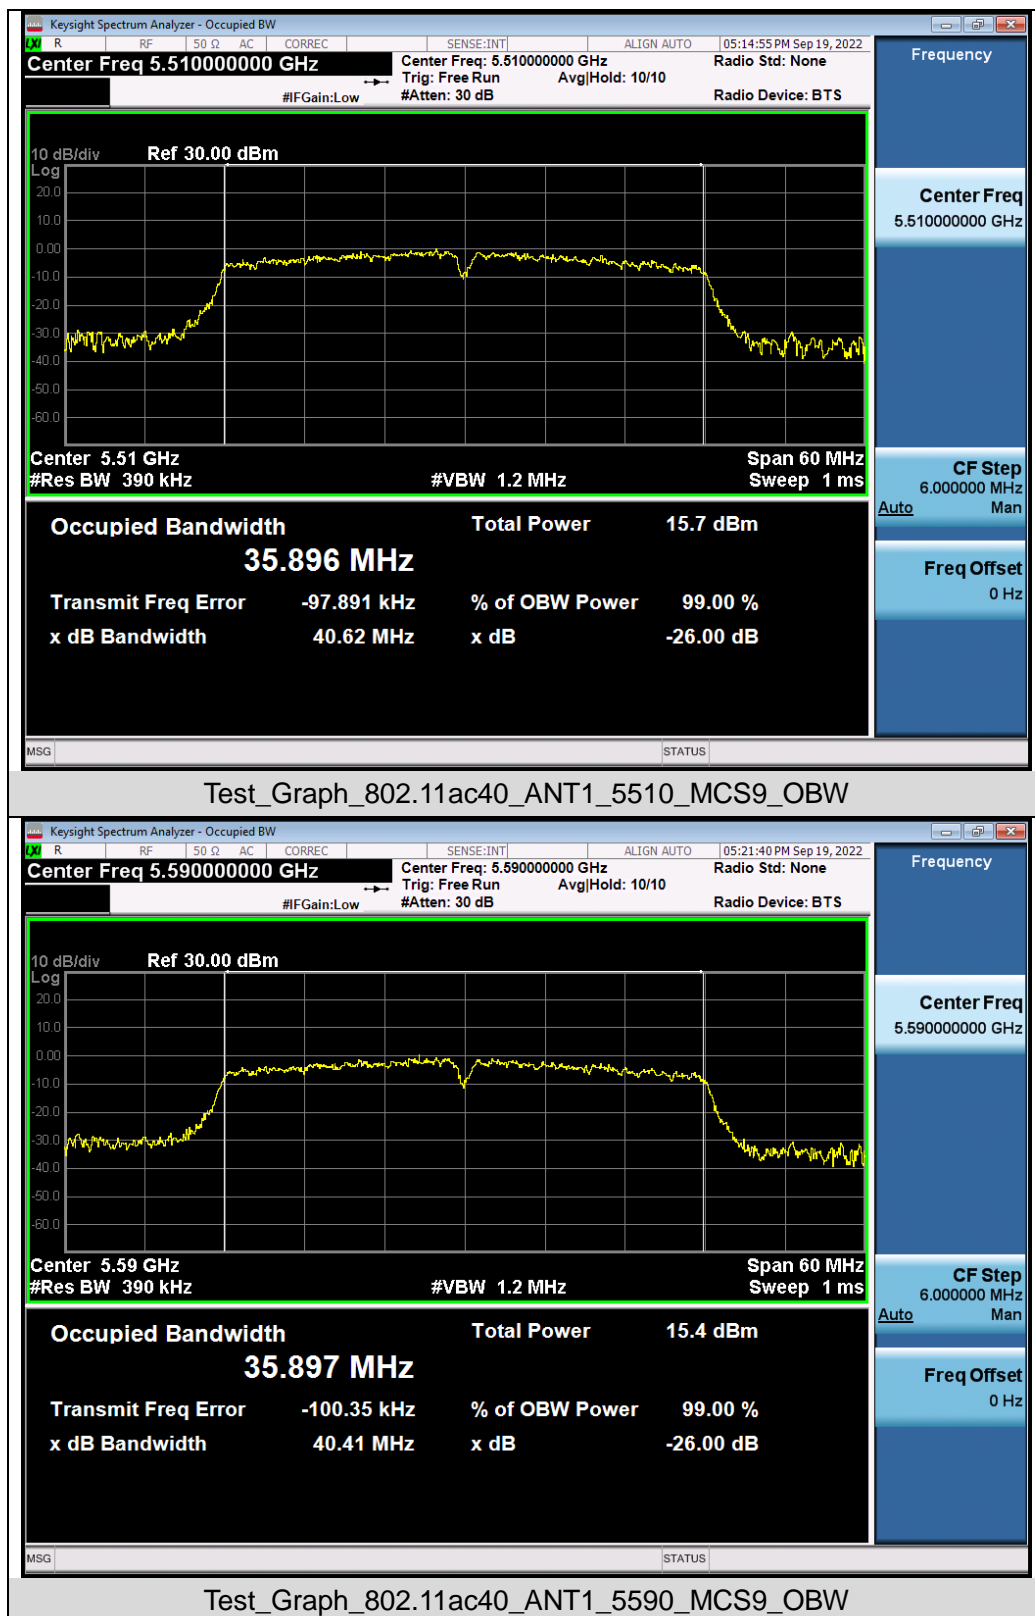 Keysight Spectrum Analyzer - Occupied BW
LXI R RF 50 Ω AC CORREC SENSE:INT ALIGN AUTO 05:14:55 PM Sep 19, 2022
Center Freq 5.510000000 GHz
Center Freq: 5.510000000 GHz
Radio Std: None
Trig: Free Run Avg|Hold: 10/10
#IFGain:Low
#Atten: 30 dB
Radio Device: BTS
Frequency
10 dB/div Ref 30.00 dBm
Log
20.0
10.0
0.00
-10.0
-20.0
-30.0
-40.0
-50.0
-60.0
Center Freq
5.510000000 GHz
Center 5.51 GHz Span 60 MHz
#Res BW 390 kHz #VBW 1.2 MHz Sweep 1 ms
CF Step
6.000000 MHz
Auto Man
Occupied Bandwidth Total Power 15.7 dBm
35.896 MHz
Transmit Freq Error -97.891 kHz % of OBW Power 99.00 %
x dB Bandwidth 40.62 MHz x dB -26.00 dB
Freq Offset
0 Hz
MSG STATUS
Test_Graph_802.11ac40_ANT1_5510_MCS9_OBW
Keysight Spectrum Analyzer - Occupied BW
LXI R RF 50 Ω AC CORREC SENSE:INT ALIGN AUTO 05:21:40 PM Sep 19, 2022
Center Freq 5.590000000 GHz
Center Freq: 5.590000000 GHz
Radio Std: None
Trig: Free Run Avg|Hold: 10/10
#IFGain:Low
#Atten: 30 dB
Radio Device: BTS
Frequency
10 dB/div Ref 30.00 dBm
Log
20.0
10.0
0.00
-10.0
-20.0
-30.0
-40.0
-50.0
-60.0
Center Freq
5.590000000 GHz
Center 5.59 GHz Span 60 MHz
#Res BW 390 kHz #VBW 1.2 MHz Sweep 1 ms
CF Step
6.000000 MHz
Auto Man
Occupied Bandwidth Total Power 15.4 dBm
35.897 MHz
Transmit Freq Error -100.35 kHz % of OBW Power 99.00 %
x dB Bandwidth 40.41 MHz x dB -26.00 dB
Freq Offset
0 Hz
MSG STATUS
Test_Graph_802.11ac40_ANT1_5590_MCS9_OBW